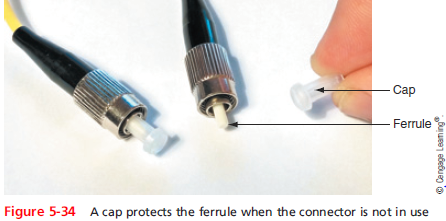 Cap
Ferrule
© Cengage Learning®.
Figure 5-34 A cap protects the ferrule when the connector is not in use